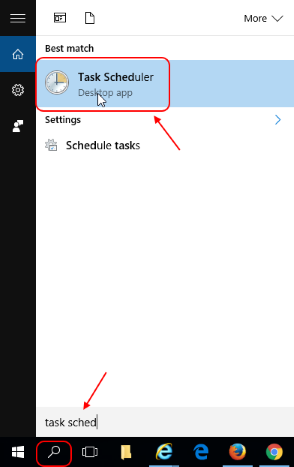 More
Best match
Task Scheduler
Desktop app
Settings
Schedule tasks
task sched